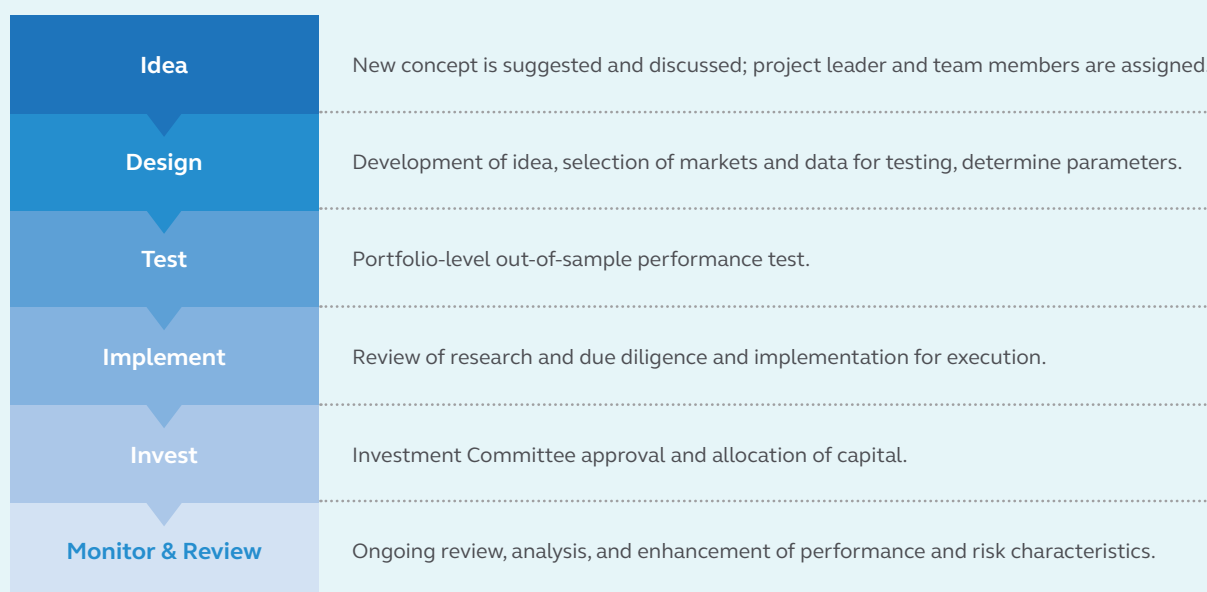 Idea
New concept is suggested and discussed; project leader and team members are assigned.
Design
Development of idea, selection of markets and data for testing, determine parameters.
Test
Portfolio-level out-of-sample performance test.
Implement
Review of research and due diligence and implementation for execution.
Invest
Investment Committee approval and allocation of capital.
Monitor & Review
Ongoing review, analysis, and enhancement of performance and risk characteristics.